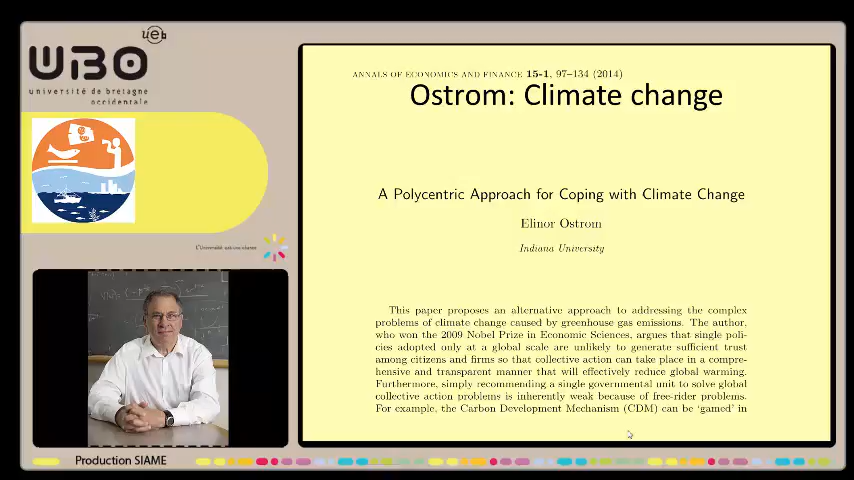 ueb
UBO
université de bretagne
occidentale
ANNALS OF ECONOMICS AND FINANCE 15-1, 97–134 (2014)
Ostrom: Climate change
A Polycentric Approach for Coping with Climate Change
Elinor Ostrom
Indiana University
This paper proposes an alternative approach to addressing the complex
problems of climate change caused by greenhouse gas emissions. The author,
who won the 2009 Nobel Prize in Economic Sciences, argues that single poli-
cies adopted only at a global scale are unlikely to generate sufficient trust
among citizens and firms so that collective action can take place in a compre-
hensive and transparent manner that will effectively reduce global warming.
Furthermore, simply recommending a single governmental unit to solve global
collective action problems is inherently weak because of free-rider problems.
For example, the Carbon Development Mechanism (CDM) can be ‘gamed’ in
Production SIAME